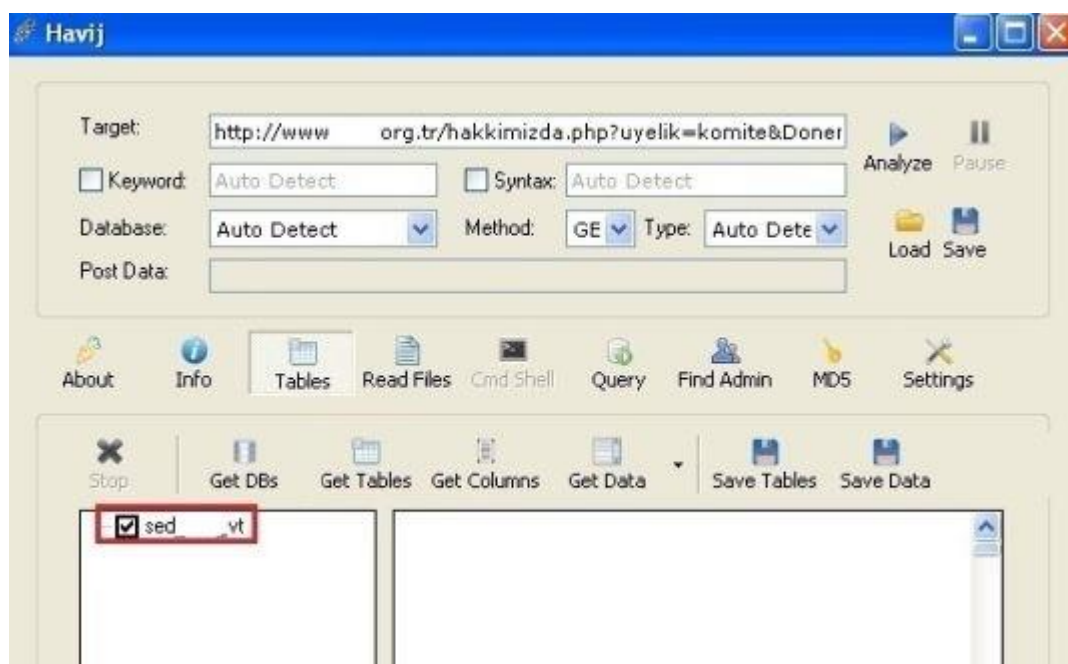 Havij
Target: http://www org.tr/hakkimizda.php?uyelik=komite&Doner
Analyze Pause
Keyword: Auto Detect Syntax: Auto Detect
Database: Auto Detect Method: GE Type: Auto Dete
Load Save
Post Data:
About Info Tables Read Files Cmd Shell Query Find Admin MD5 Settings
Stop Get DBs Get Tables Get Columns Get Data Save Tables Save Data
sed_ _vt